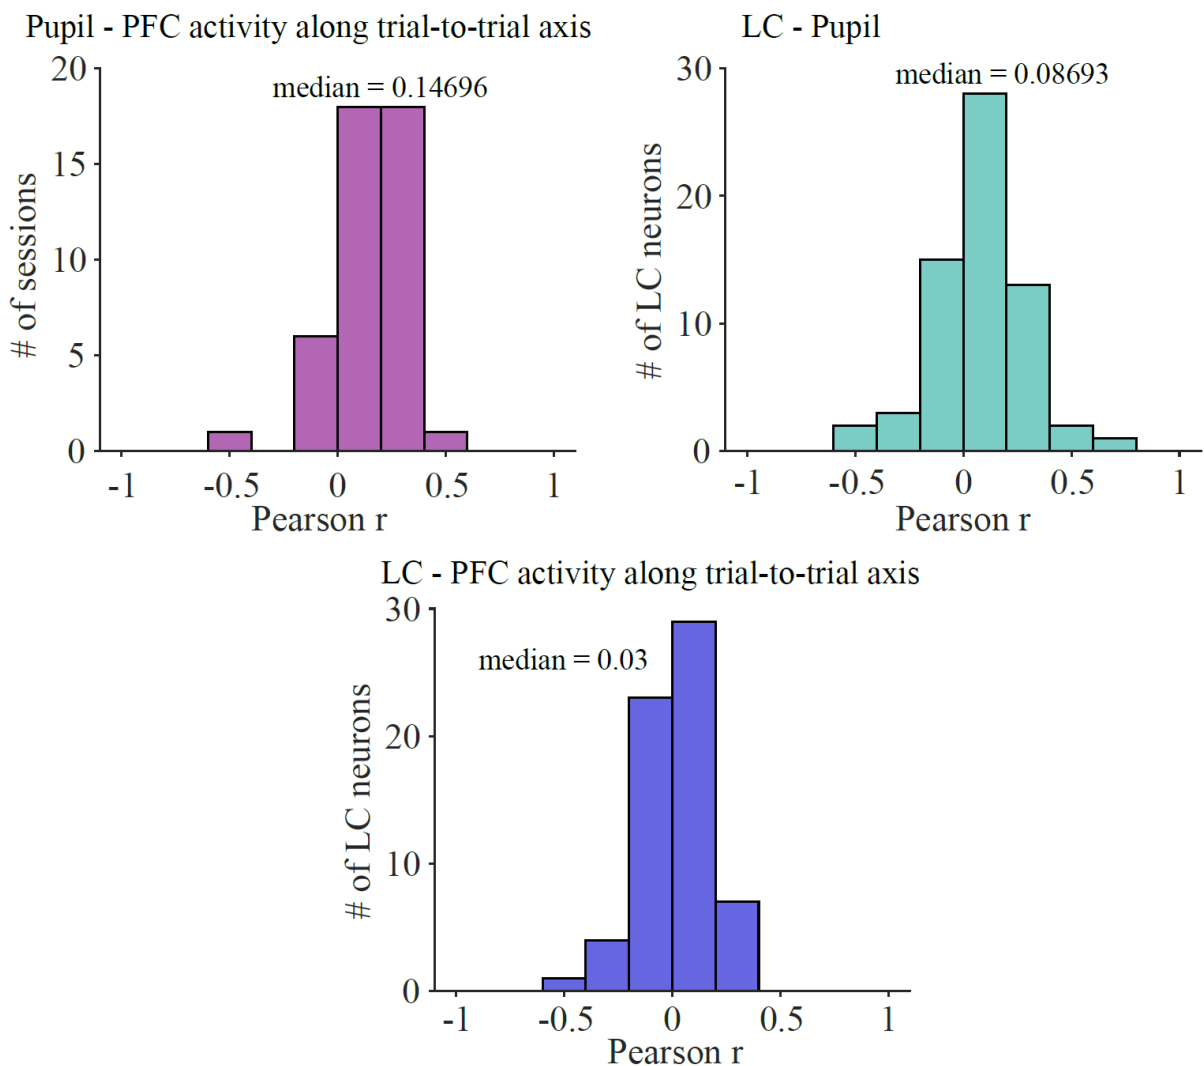 Pupil - PFC activity along trial-to-trial axis
median = 0.14696
# of sessions
20
15
10
5
0
-1 -0.5 0 0.5 1
Pearson r
LC - Pupil
median = 0.08693
# of LC neurons
30
20
10
0
-1 -0.5 0 0.5 1
Pearson r
LC - PFC activity along trial-to-trial axis
median = 0.03
# of LC neurons
30
20
10
0
-1 -0.5 0 0.5 1
Pearson r